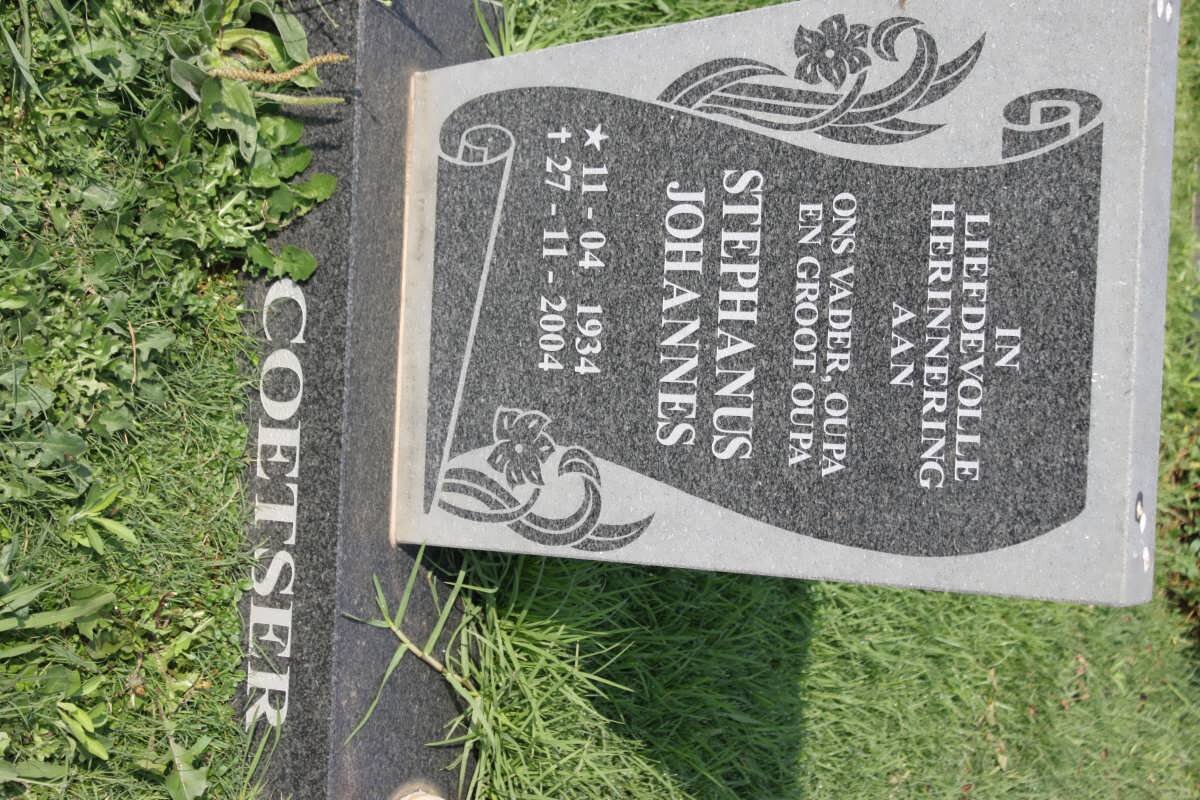 IN
LIEFDEVOLLE
HERINNERING
AAN
ONS VADER, OUPA
EN GROOT OUPA
STEPHANUS
JOHANNES
★ 11 - 04 1934
✝ 27 - 11 - 2004
COETSER